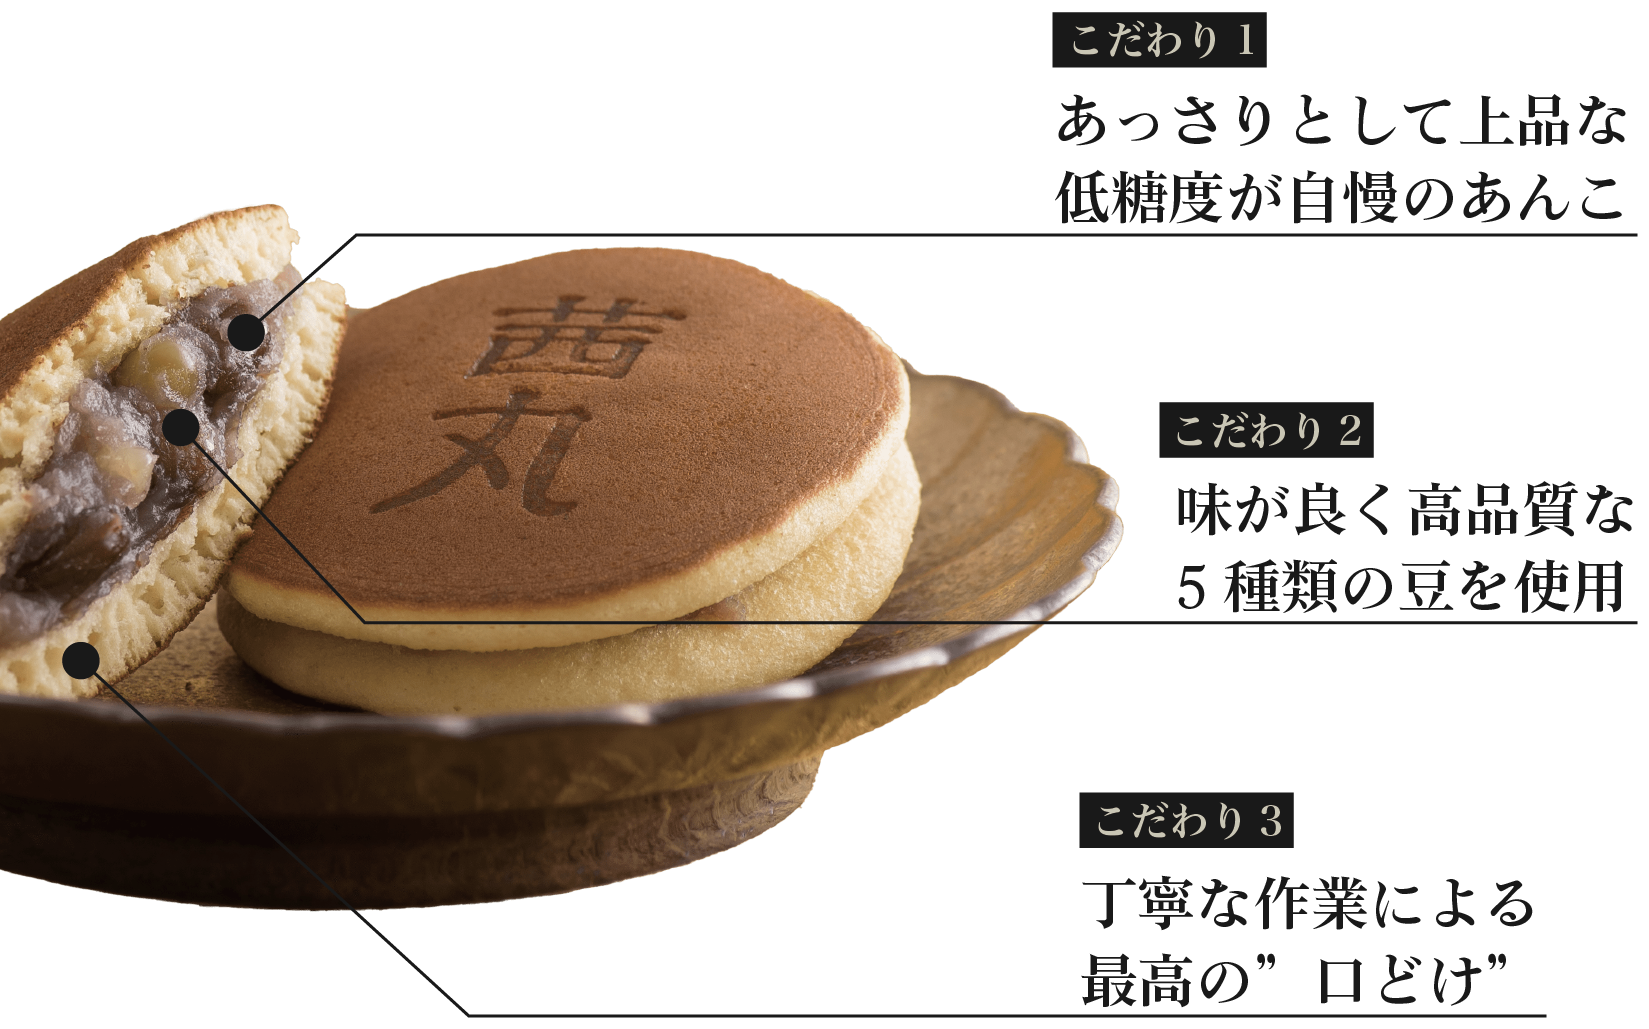 こだわり 1
あっさりとして上品な
低糖度が自慢のあんこ
茜
丸
こだわり 2
味が良く高品質な
5 種類の豆を使用
こだわり 3
丁寧な作業による
最高の”口どけ”